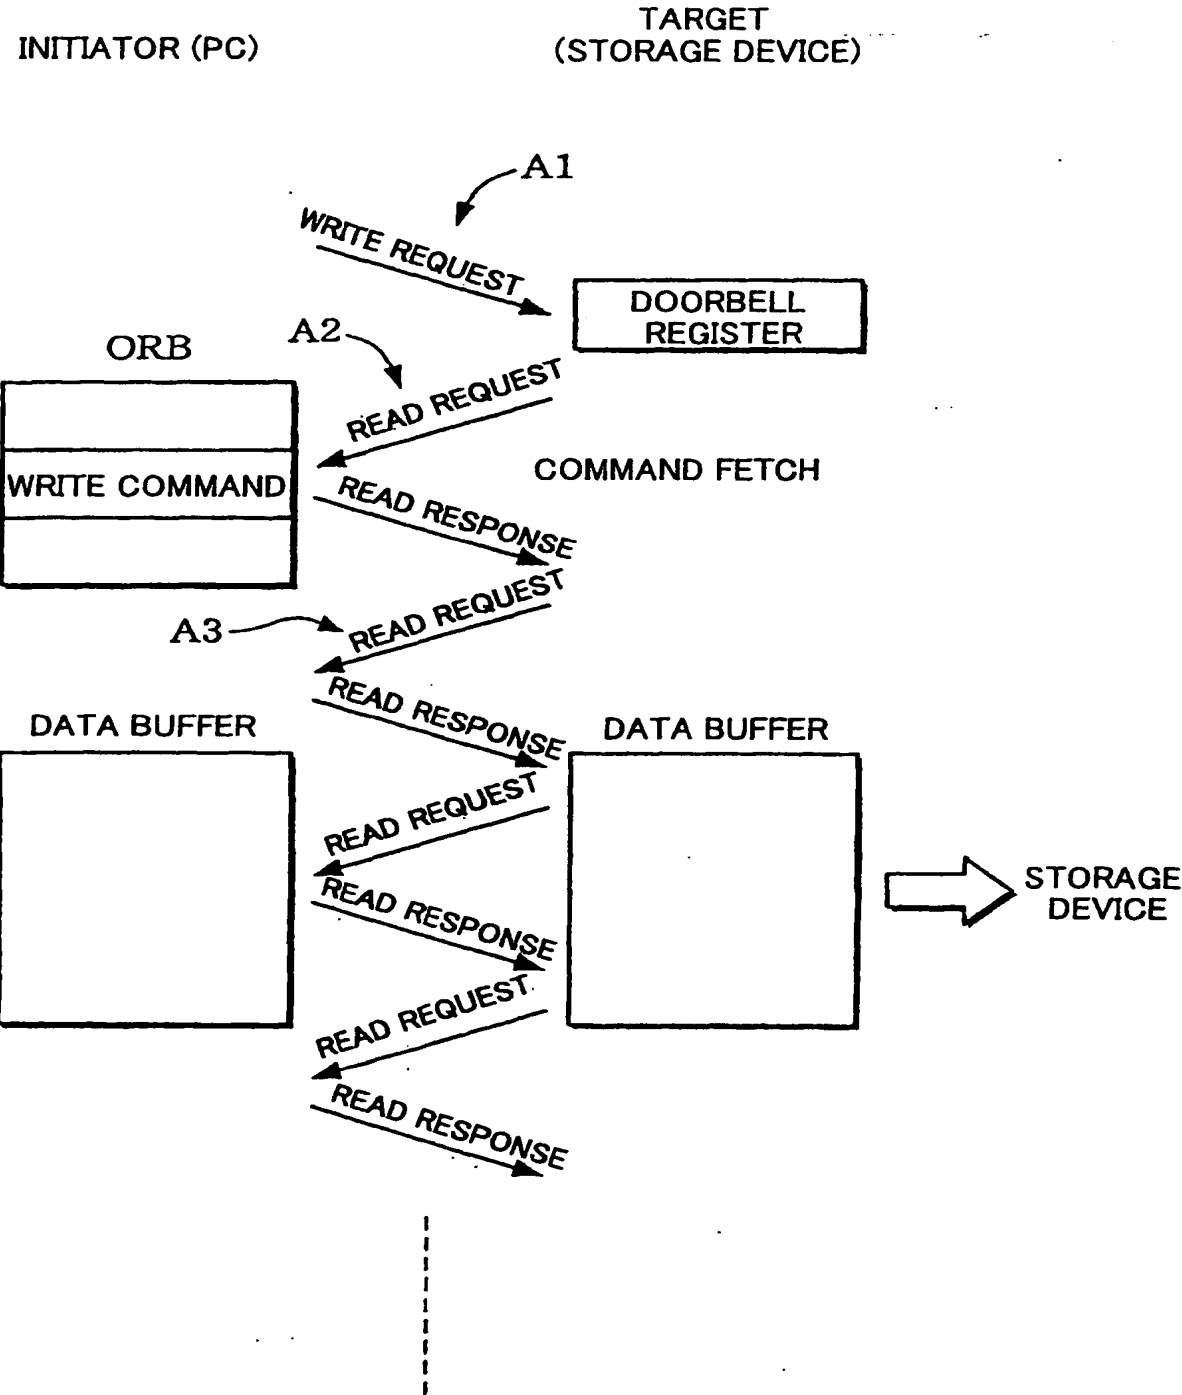 INITIATOR (PC)
TARGET
(STORAGE DEVICE)
A1
WRITE REQUEST
DOORBELL
REGISTER
A2
ORB
READ REQUEST
WRITE COMMAND
COMMAND FETCH
READ RESPONSE
READ REQUEST
A3
READ RESPONSE
DATA BUFFER
DATA BUFFER
READ REQUEST
STORAGE
DEVICE
READ RESPONSE
READ REQUEST
READ RESPONSE